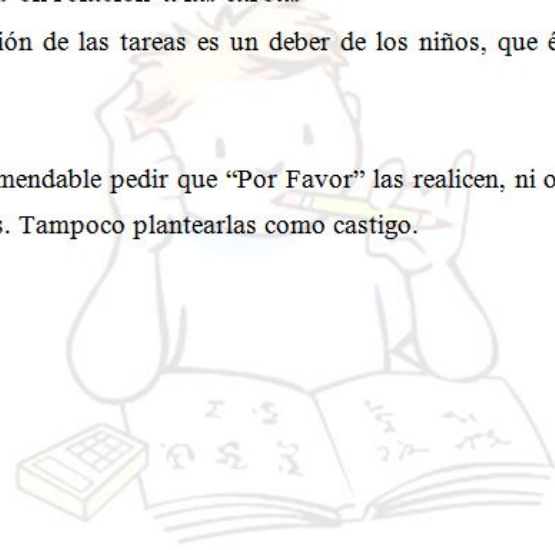 en relación a las tareas
ión de las tareas es un deber de los niños, que é
mendable pedir que “Por Favor” las realicen, ni o
s. Tampoco plantearlas como castigo.